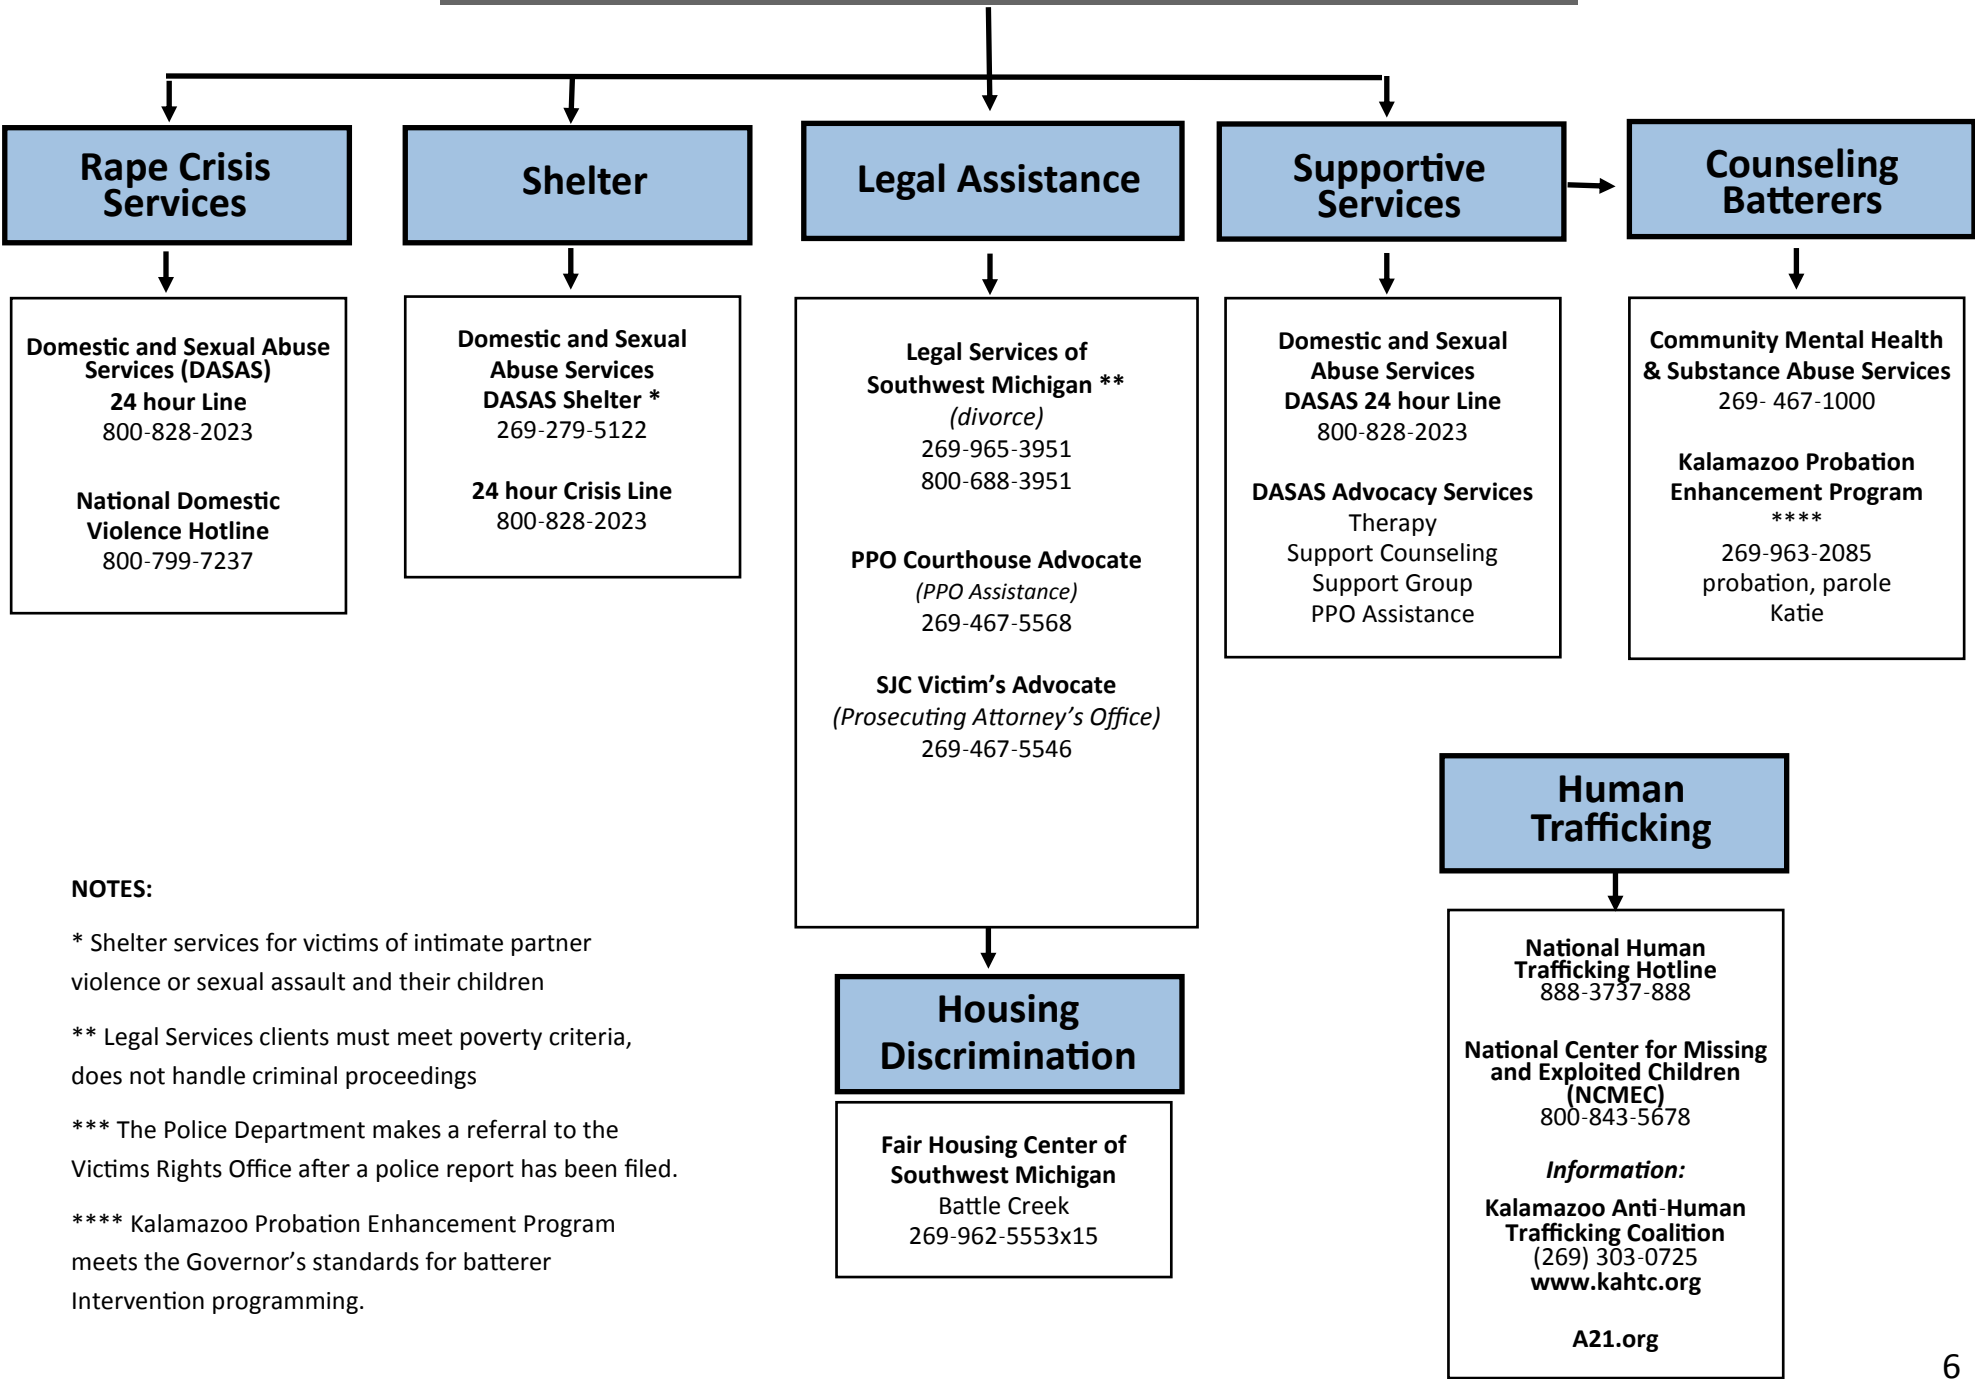 Rape Crisis
Services
Shelter
Legal Assistance
Supportive
Services
Counseling
Batterers
Domestic and Sexual Abuse
Services (DASAS)
24 hour Line
800-828-2023
National Domestic
Violence Hotline
800-799-7237
Domestic and Sexual
Abuse Services
DASAS Shelter *
269-279-5122
24 hour Crisis Line
800-828-2023
Legal Services of
Southwest Michigan **
(divorce)
269-965-3951
800-688-3951
PPO Courthouse Advocate
(PPO Assistance)
269-467-5568
SJC Victim’s Advocate
(Prosecuting Attorney’s Office)
269-467-5546
Domestic and Sexual
Abuse Services
DASAS 24 hour Line
800-828-2023
DASAS Advocacy Services
Therapy
Support Counseling
Support Group
PPO Assistance
Community Mental Health
& Substance Abuse Services
269- 467-1000
Kalamazoo Probation
Enhancement Program
****
269-963-2085
probation, parole
Katie
Housing
Discrimination
Fair Housing Center of
Southwest Michigan
Battle Creek
269-962-5553x15
Human
Trafficking
National Human
Trafficking Hotline
888-3737-888
National Center for Missing
and Exploited Children
(NCMEC)
800-843-5678
Information:
Kalamazoo Anti-Human
Trafficking Coalition
(269) 303-0725
www.kahtc.org
A21.org
NOTES:
* Shelter services for victims of intimate partner
violence or sexual assault and their children
** Legal Services clients must meet poverty criteria,
does not handle criminal proceedings
*** The Police Department makes a referral to the
Victims Rights Office after a police report has been filed.
**** Kalamazoo Probation Enhancement Program
meets the Governor’s standards for batterer
Intervention programming.
6